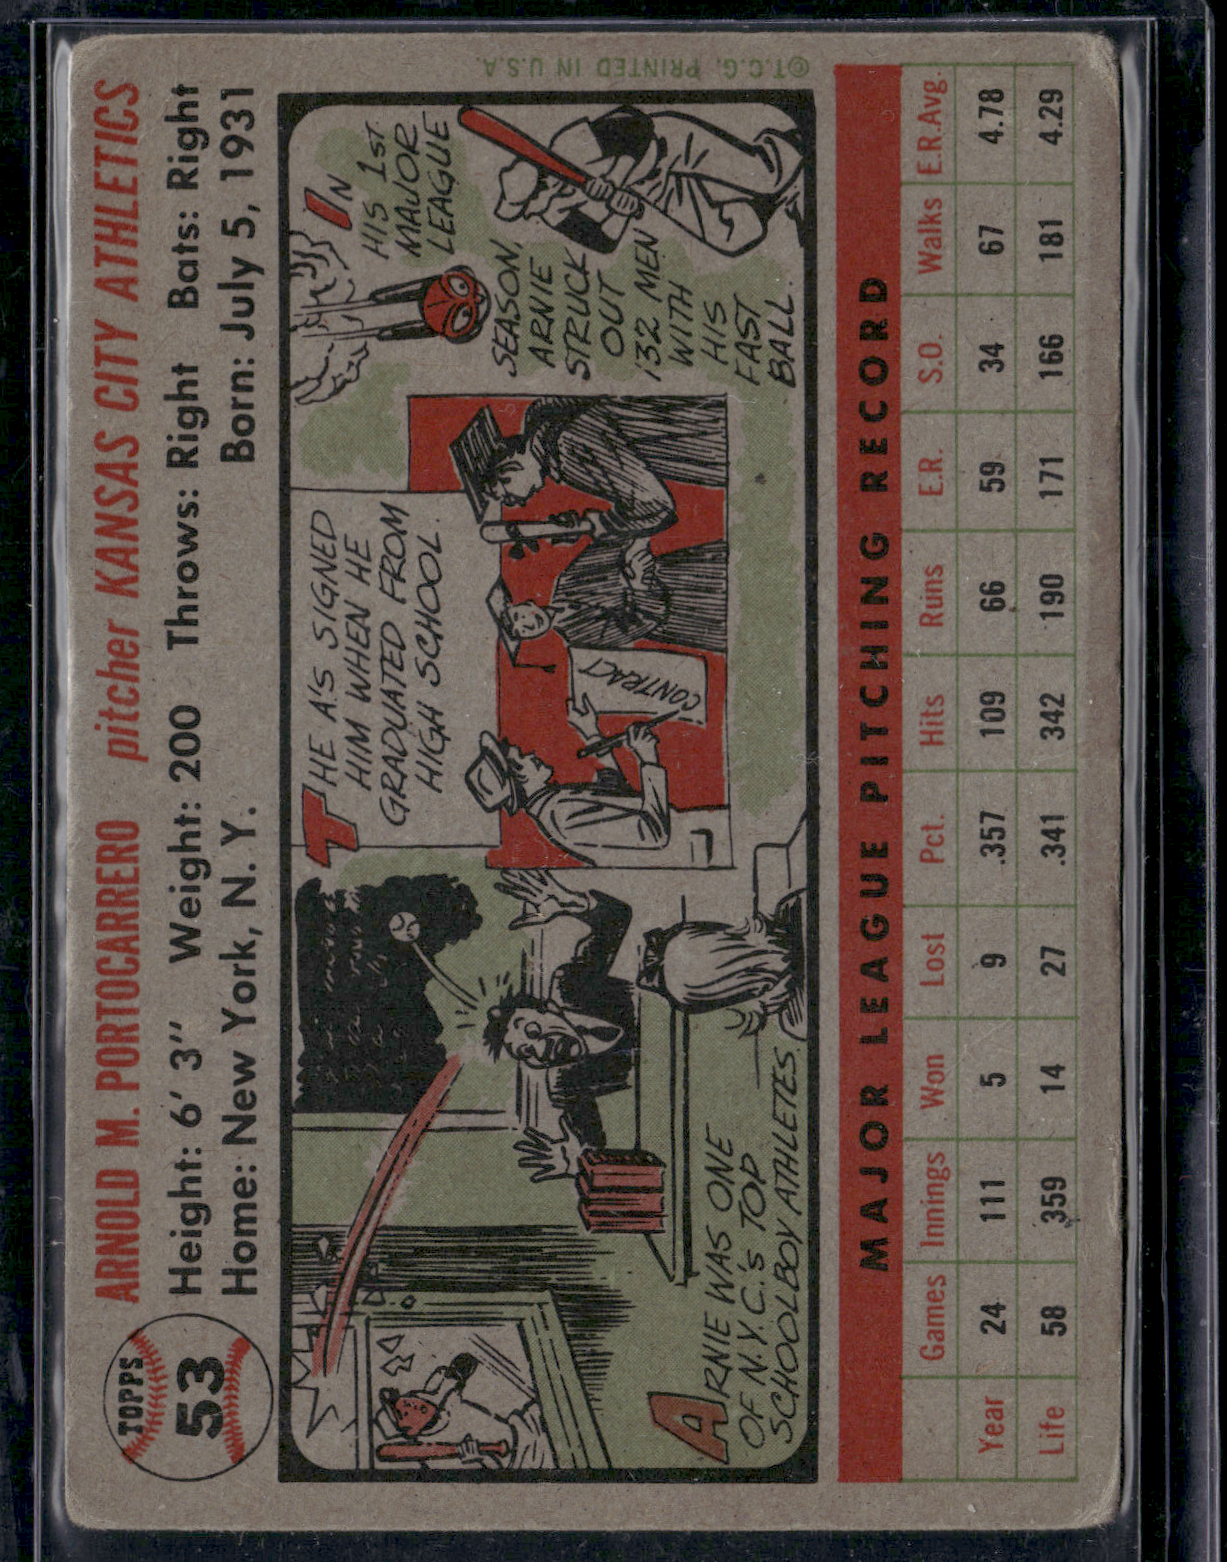 TOPPS
53
ARNOLD M. PORTOCARRERO pitcher KANSAS CITY ATHLETICS
Height: 6' 3" Weight: 200 Throws: Right Bats: Right
Home: New York, N. Y. Born: July 5, 1931
ARNIE WAS ONE
OF N.Y.C.'s TOP
SCHOOLBOY ATHLETES.
THE A'S SIGNED
HIM WHEN HE
GRADUATED FROM
HIGH SCHOOL.
CONTRACT
IN
HIS 1ST
MAJOR
LEAGUE
SEASON,
ARNIE
STRUCK
OUT
132 MEN
WITH
HIS
FAST
BALL.
©T.C.G. PRINTED IN U.S.A.
MAJOR LEAGUE PITCHING RECORD
Games Innings Won Lost Pct. Hits Runs E.R. S.O. Walks E.R.Avg.
Year 24 111 5 9 .357 109 66 59 34 67 4.78
Life 58 359 14 27 .341 342 190 171 166 181 4.29